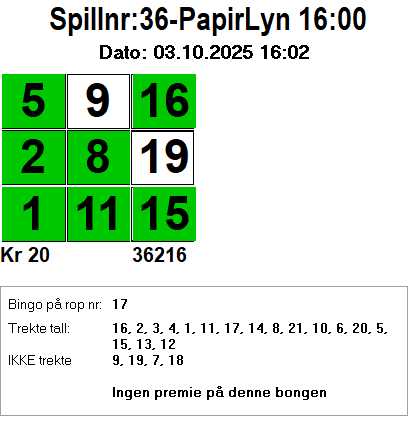 Spillnr:36-PapirLyn 16:00
Dato: 03.10.2025 16:02
5 9 16
2 8 19
1 11 15
Kr 20 36216
Bingo på rop nr: 17
Trekte tall: 16, 2, 3, 4, 1, 11, 17, 14, 8, 21, 10, 6, 20, 5,
15, 13, 12
IKKE trekte 9, 19, 7, 18
Ingen premie på denne bongen